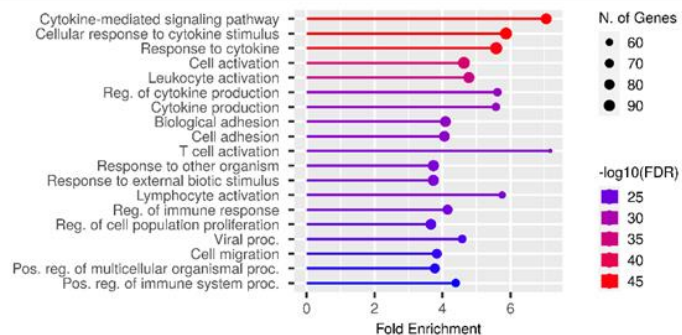 Cytokine-mediated signaling pathway
Cellular response to cytokine stimulus
Response to cytokine
Cell activation
Leukocyte activation
Reg. of cytokine production
Cytokine production
Biological adhesion
Cell adhesion
T cell activation
Response to other organism
Response to external biotic stimulus
Lymphocyte activation
Reg. of immune response
Reg. of cell population proliferation
Viral proc.
Cell migration
Pos. reg. of multicellular organismal proc.
Pos. reg. of immune system proc.
0 2 4 6
Fold Enrichment
N. of Genes
60
70
80
90
-log10(FDR)
25
30
35
40
45